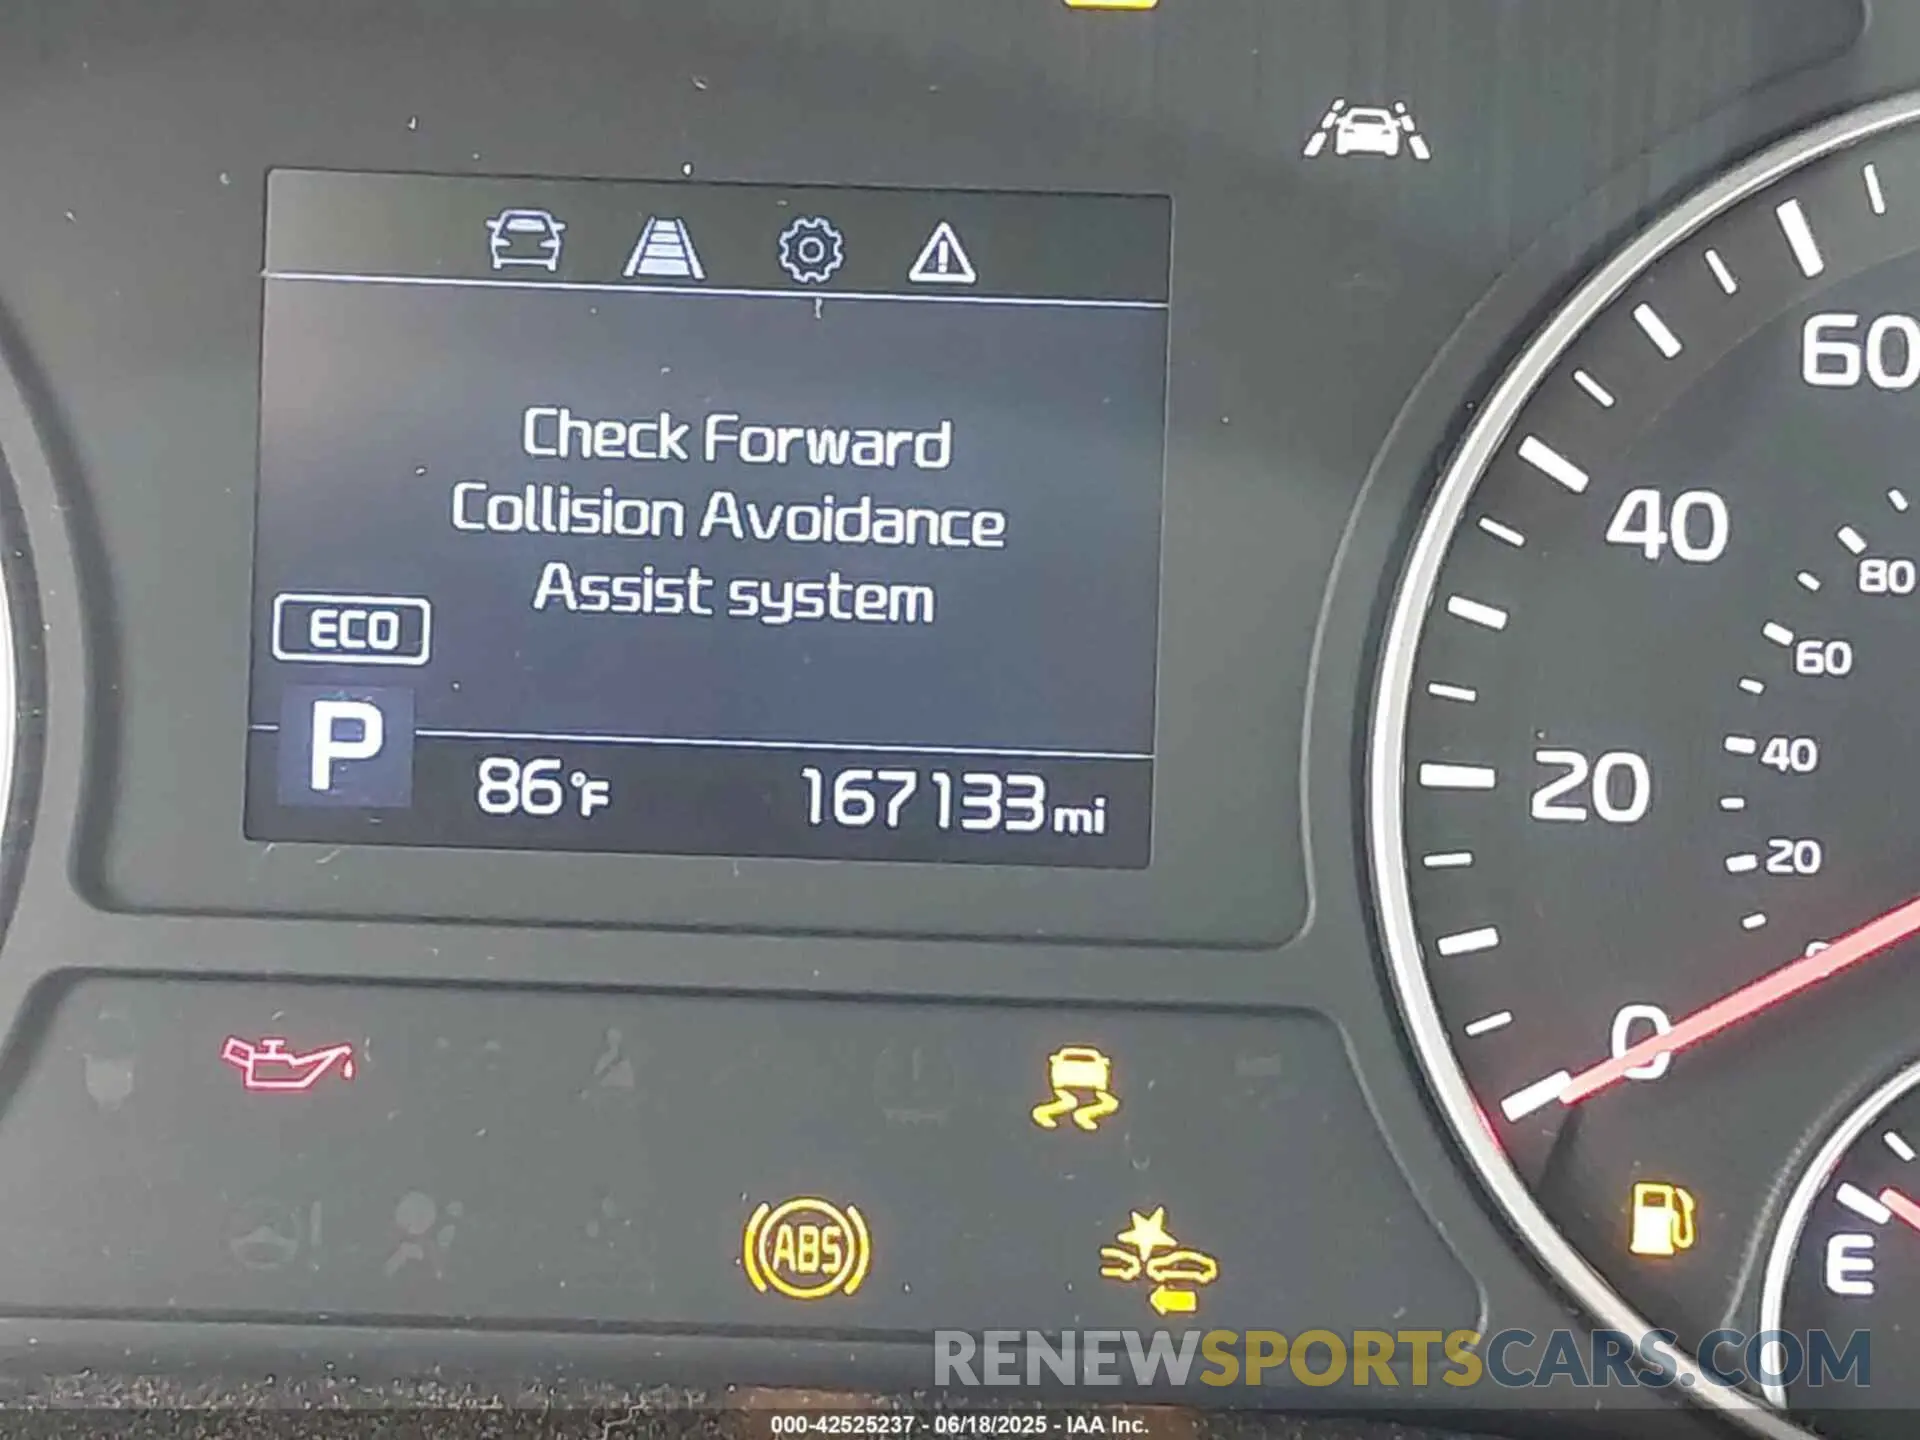 Check Forward
Collision Avoidance
Assist system
ECO
P
86°F
167133mi
60
40
20
0
80
60
40
20
ABS
E
RENEWSPORTSCARS.COM
000-42525237 - 06/18/2025 - IAA Inc.